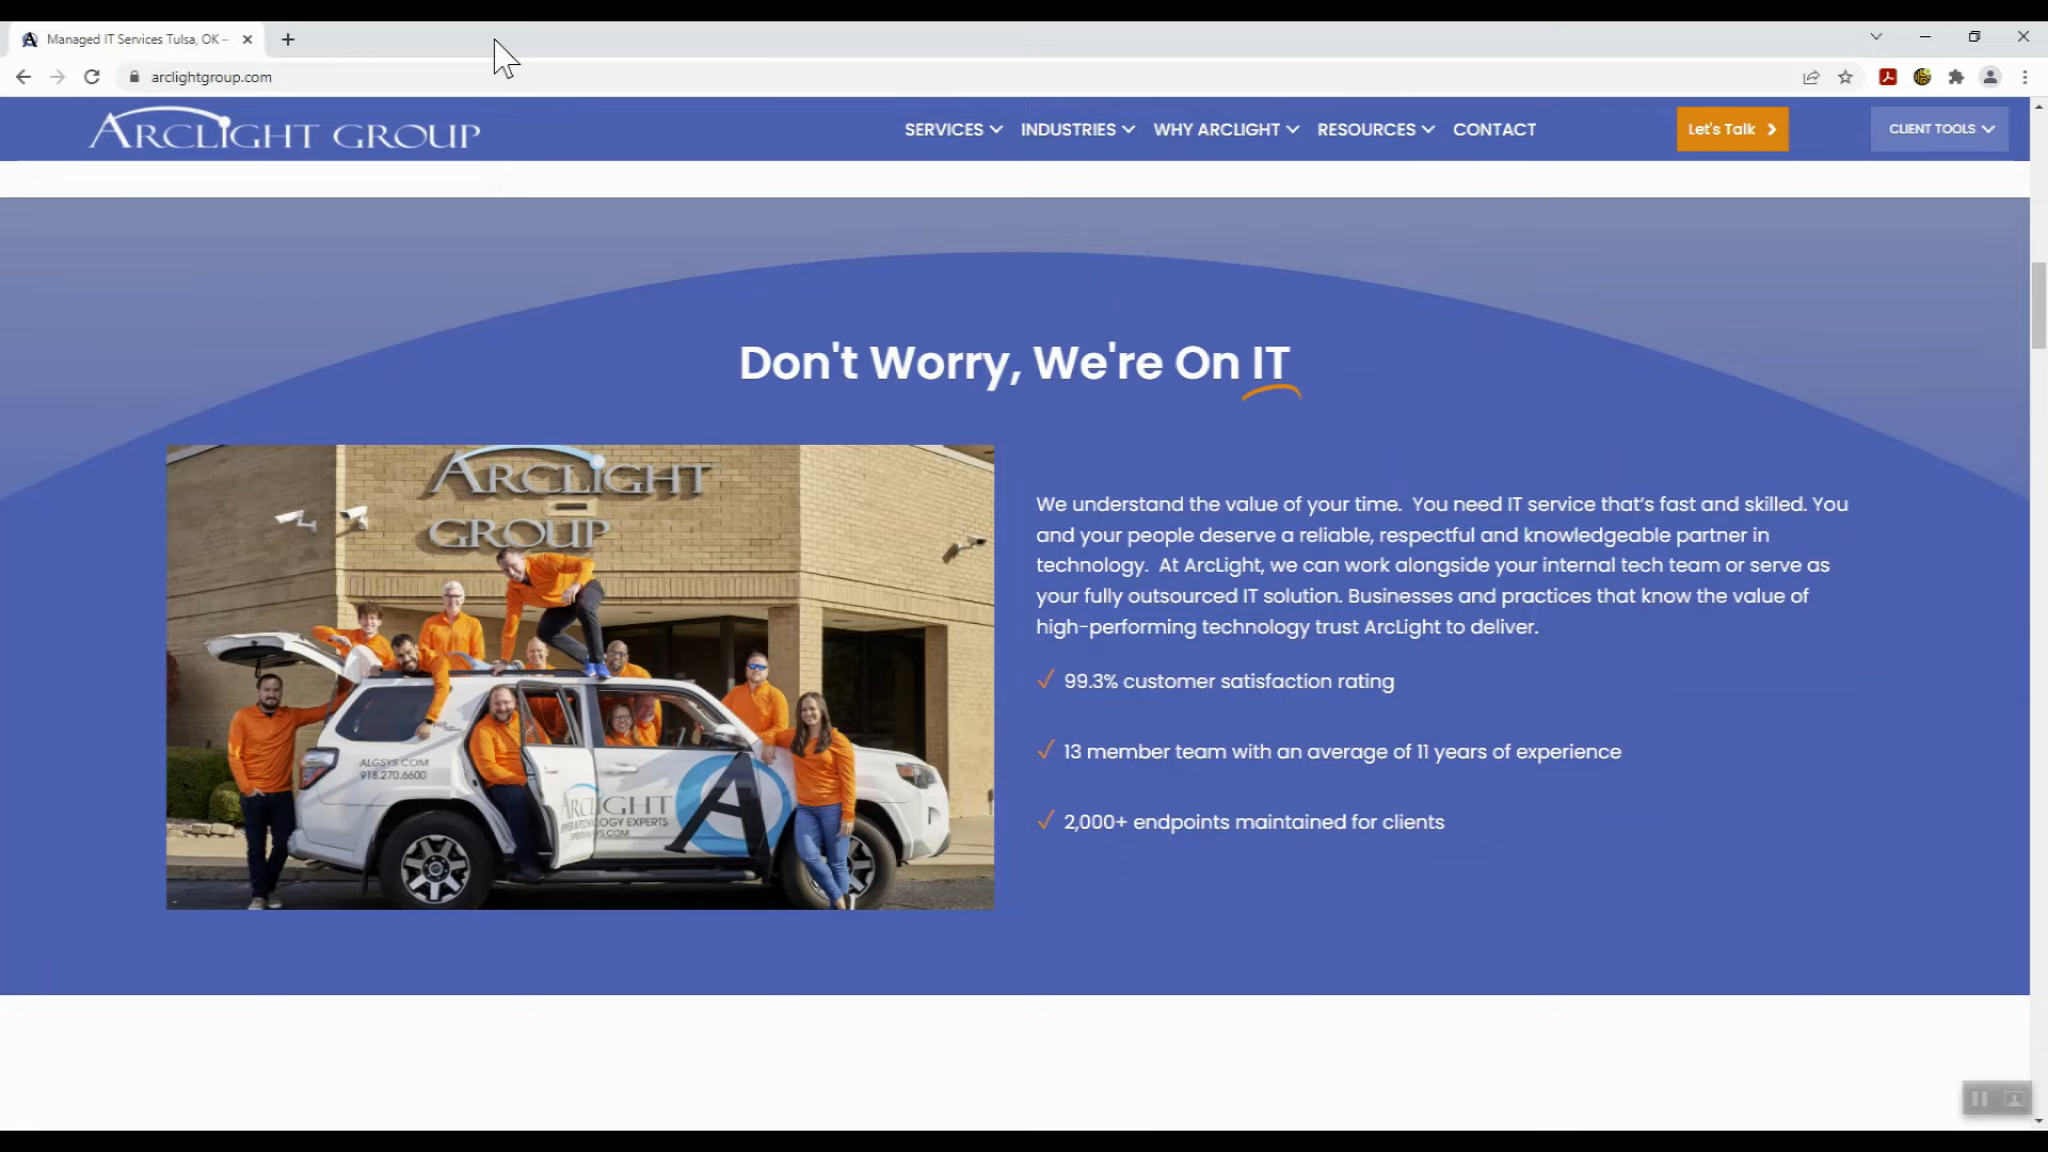 Managed IT Services Tulsa, OK –
arclightgroup.com
ARCLIGHT GROUP
SERVICES
INDUSTRIES
WHY ARCLIGHT
RESOURCES
CONTACT
Let's Talk
CLIENT TOOLS
Don't Worry, We're On IT
ARCLIGHT
GROUP
ALGSYS.COM
918.270.6600
ARCLIGHT
A
We understand the value of your time. You need IT service that's fast and skilled. You
and your people deserve a reliable, respectful and knowledgeable partner in
technology. At ArcLight, we can work alongside your internal tech team or serve as
your fully outsourced IT solution. Businesses and practices that know the value of
high-performing technology trust ArcLight to deliver.
99.3% customer satisfaction rating
13 member team with an average of 11 years of experience
2,000+ endpoints maintained for clients